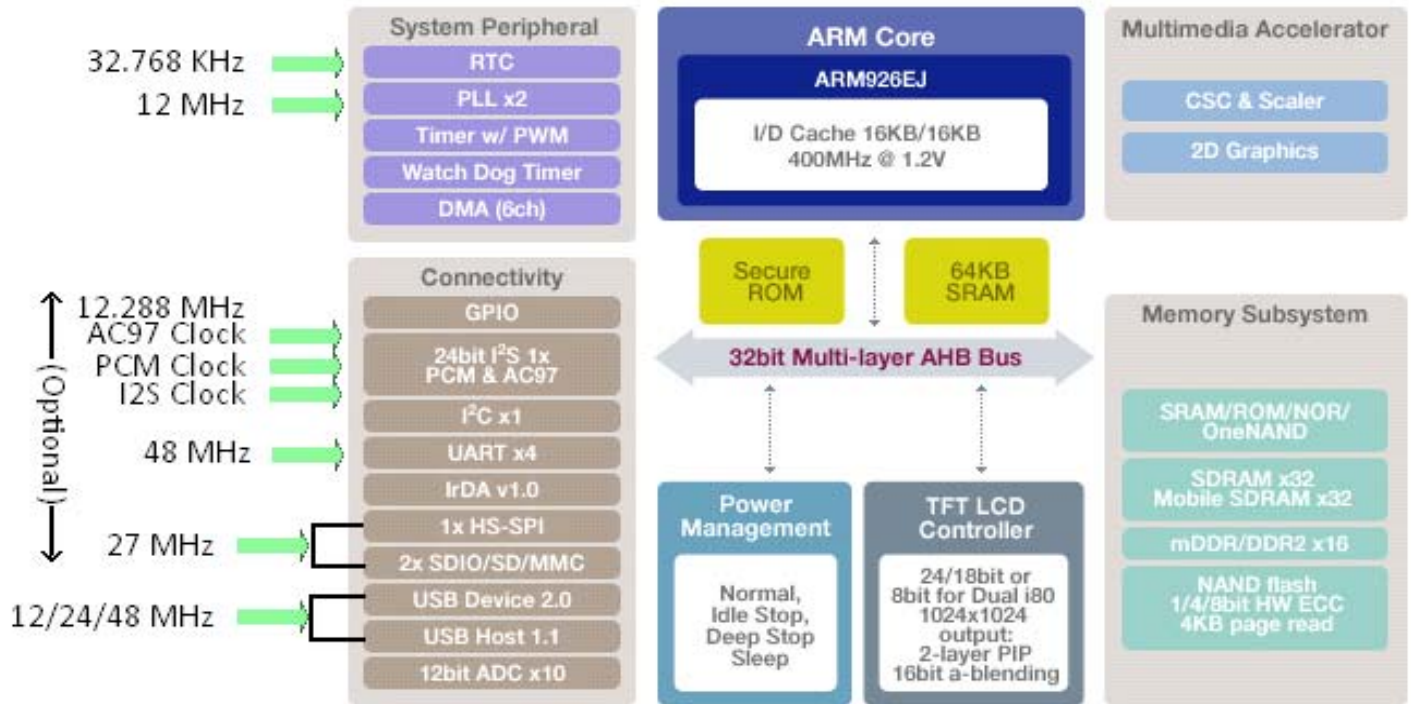 System Peripheral
32.768 KHz
RTC
12 MHz
PLL x2
Timer w/ PWM
Watch Dog Timer
DMA (6ch)
ARM Core
ARM926EJ
I/D Cache 16KB/16KB
400MHz @ 1.2V
Multimedia Accelerator
CSC & Scaler
2D Graphics
Secure
ROM
64KB
SRAM
32bit Multi-layer AHB Bus
(Optional)
Connectivity
12.288 MHz
AC97 Clock
PCM Clock
I2S Clock
48 MHz
27 MHz
12/24/48 MHz
GPIO
24bit I²S 1x
PCM & AC97
I²C x1
UART x4
IrDA v1.0
1x HS-SPI
2x SDIO/SD/MMC
USB Device 2.0
USB Host 1.1
12bit ADC x10
Power
Management
Normal,
Idle Stop,
Deep Stop
Sleep
TFT LCD
Controller
24/18bit or
8bit for Dual i80
1024x1024
output:
2-layer PIP
16bit a-blending
Memory Subsystem
SRAM/ROM/NOR/
OneNAND
SDRAM x32
Mobile SDRAM x32
mDDR/DDR2 x16
NAND flash
1/4/8bit HW ECC
4KB page read